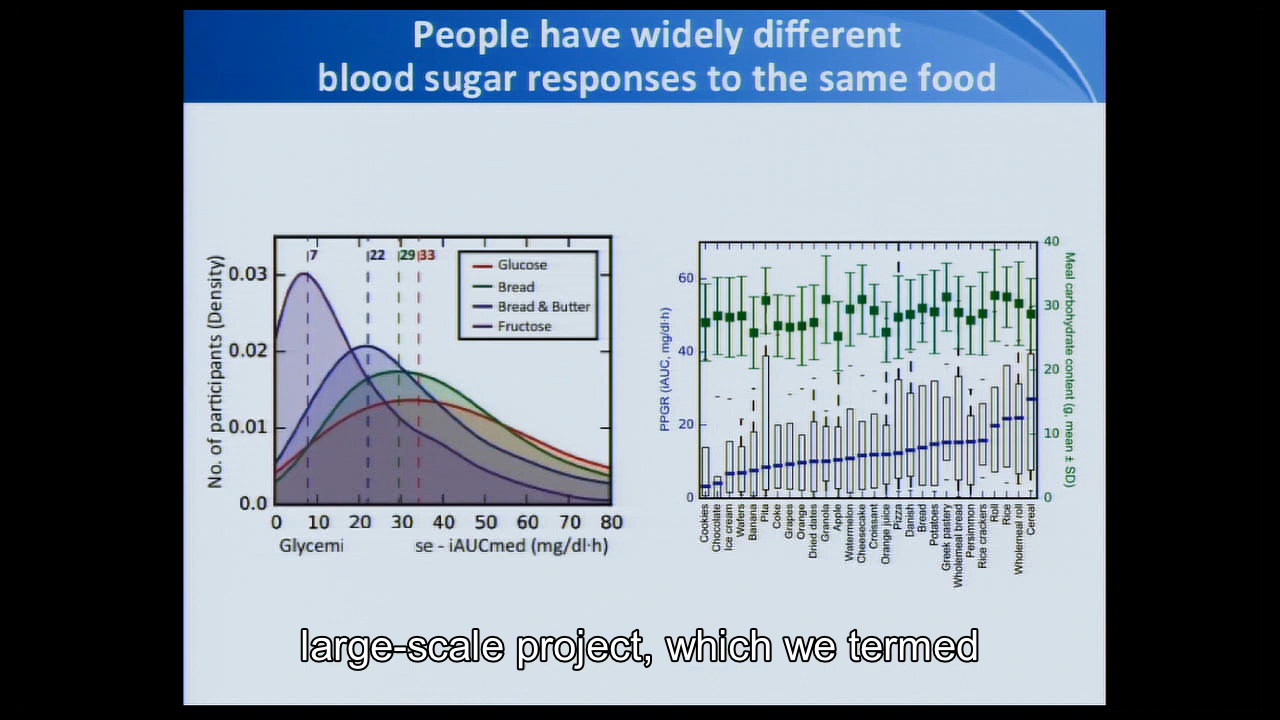 People have widely different
blood sugar responses to the same food
No. of participants (Density)
0.03
0.02
0.01
0.0
7
22
29
33
Glucose
Bread
Bread & Butter
Fructose
0 10 20 30 40 50 60 70 80
Glycemi se - iAUCmed (mg/dl·h)
PPGR (iAUC, mg/dl·h)
60
40
20
0
40
30
20
10
0
Meal carbohydrate content (g, mean ± SD)
Cookies
Chocolate
Ice cream
Wafers
Banana
Pita
Coke
Grapes
Orange
Dried dates
Granola
Apple
Watermelon
Cheesecake
Croissant
Orange juice
Pizza
Danish
Bread
Potatoes
Greek pastery
Wholemeal bread
Persimmon
Rice crackers
Roll
Rice
Wholemeal roll
Cereal
large-scale project, which we termed